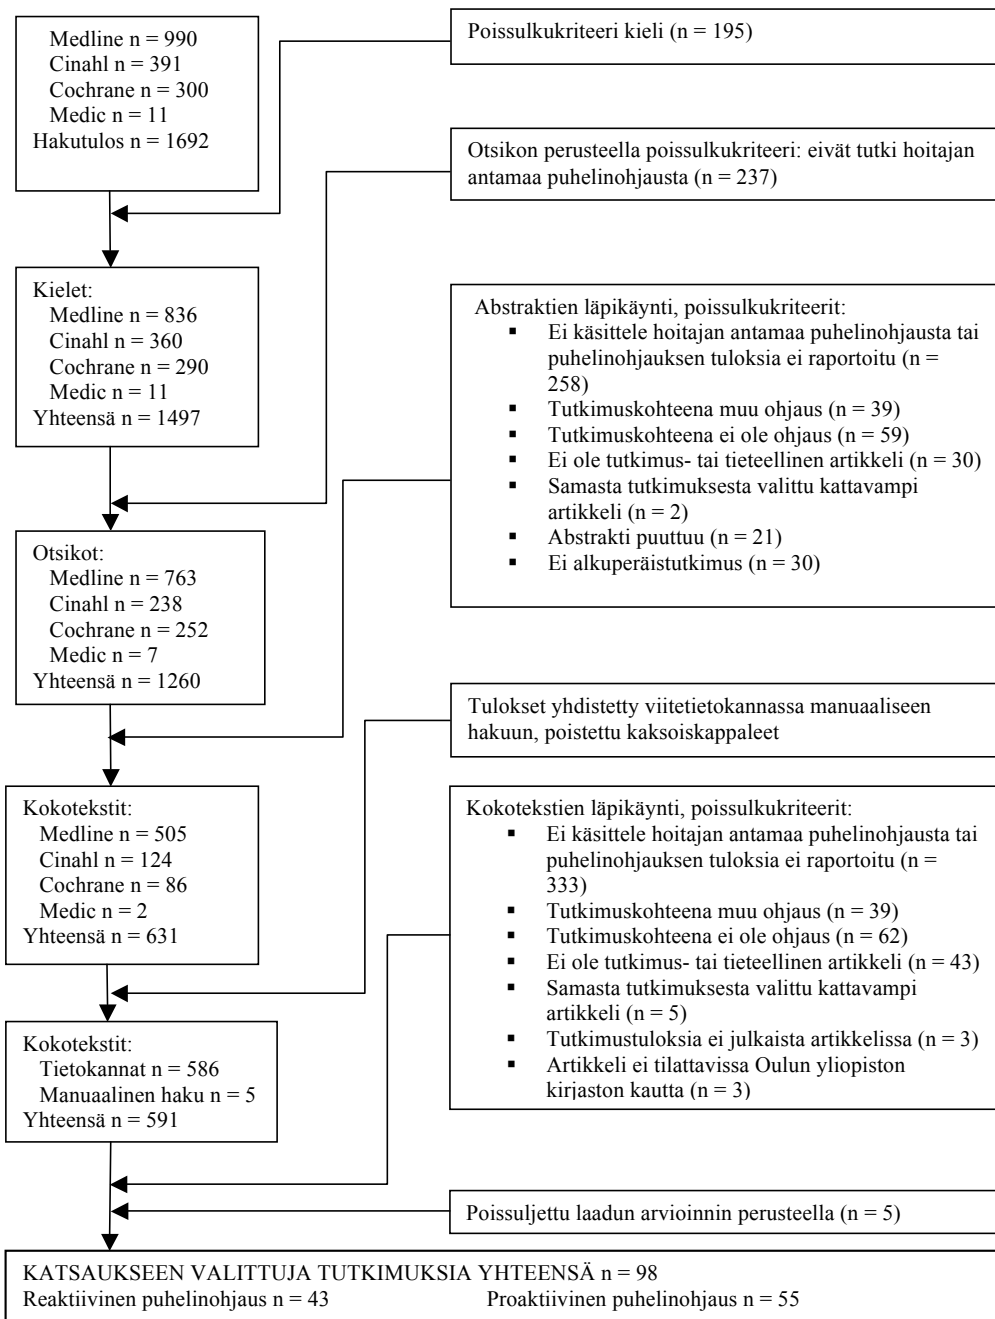 Medline n = 990
Cinahl n = 391
Cochrane n = 300
Medic n = 11
Hakutulos n = 1692
Poissulkukriteeri kieli (n = 195)
Otsikon perusteella poissulkukriteeri: eivät tutki hoitajan
antamaa puhelinohjausta (n = 237)
Kielet:
Medline n = 836
Cinahl n = 360
Cochrane n = 290
Medic n = 11
Yhteensä n = 1497
Abstraktien läpikäynti, poissulkukriteerit:
▪ Ei käsittele hoitajan antamaa puhelinohjausta tai
puhelinohjauksen tuloksia ei raportoitu (n =
258)
▪ Tutkimuskohteena muu ohjaus (n = 39)
▪ Tutkimuskohteena ei ole ohjaus (n = 59)
▪ Ei ole tutkimus- tai tieteellinen artikkeli (n = 30)
▪ Samasta tutkimuksesta valittu kattavampi
artikkeli (n = 2)
▪ Abstrakti puuttuu (n = 21)
▪ Ei alkuperäistutkimus (n = 30)
Otsikot:
Medline n = 763
Cinahl n = 238
Cochrane n = 252
Medic n = 7
Yhteensä n = 1260
Tulokset yhdistetty viitetietokannassa manuaaliseen
hakuun, poistettu kaksoiskappaleet
Kokotekstit:
Medline n = 505
Cinahl n = 124
Cochrane n = 86
Medic n = 2
Yhteensä n = 631
Kokotekstien läpikäynti, poissulkukriteerit:
▪ Ei käsittele hoitajan antamaa puhelinohjausta tai
puhelinohjauksen tuloksia ei raportoitu (n =
333)
▪ Tutkimuskohteena muu ohjaus (n = 39)
▪ Tutkimuskohteena ei ole ohjaus (n = 62)
▪ Ei ole tutkimus- tai tieteellinen artikkeli (n = 43)
▪ Samasta tutkimuksesta valittu kattavampi
artikkeli (n = 5)
▪ Tutkimustuloksia ei julkaista artikkelissa (n = 3)
▪ Artikkeli ei tilattavissa Oulun yliopiston
kirjaston kautta (n = 3)
Kokotekstit:
Tietokannat n = 586
Manuaalinen haku n = 5
Yhteensä n = 591
Poissuljettu laadun arvioinnin perusteella (n = 5)
KATSAUKSEEN VALITTUJA TUTKIMUKSIA YHTEENSÄ n = 98
Reaktiivinen puhelinohjaus n = 43 Proaktiivinen puhelinohjaus n = 55